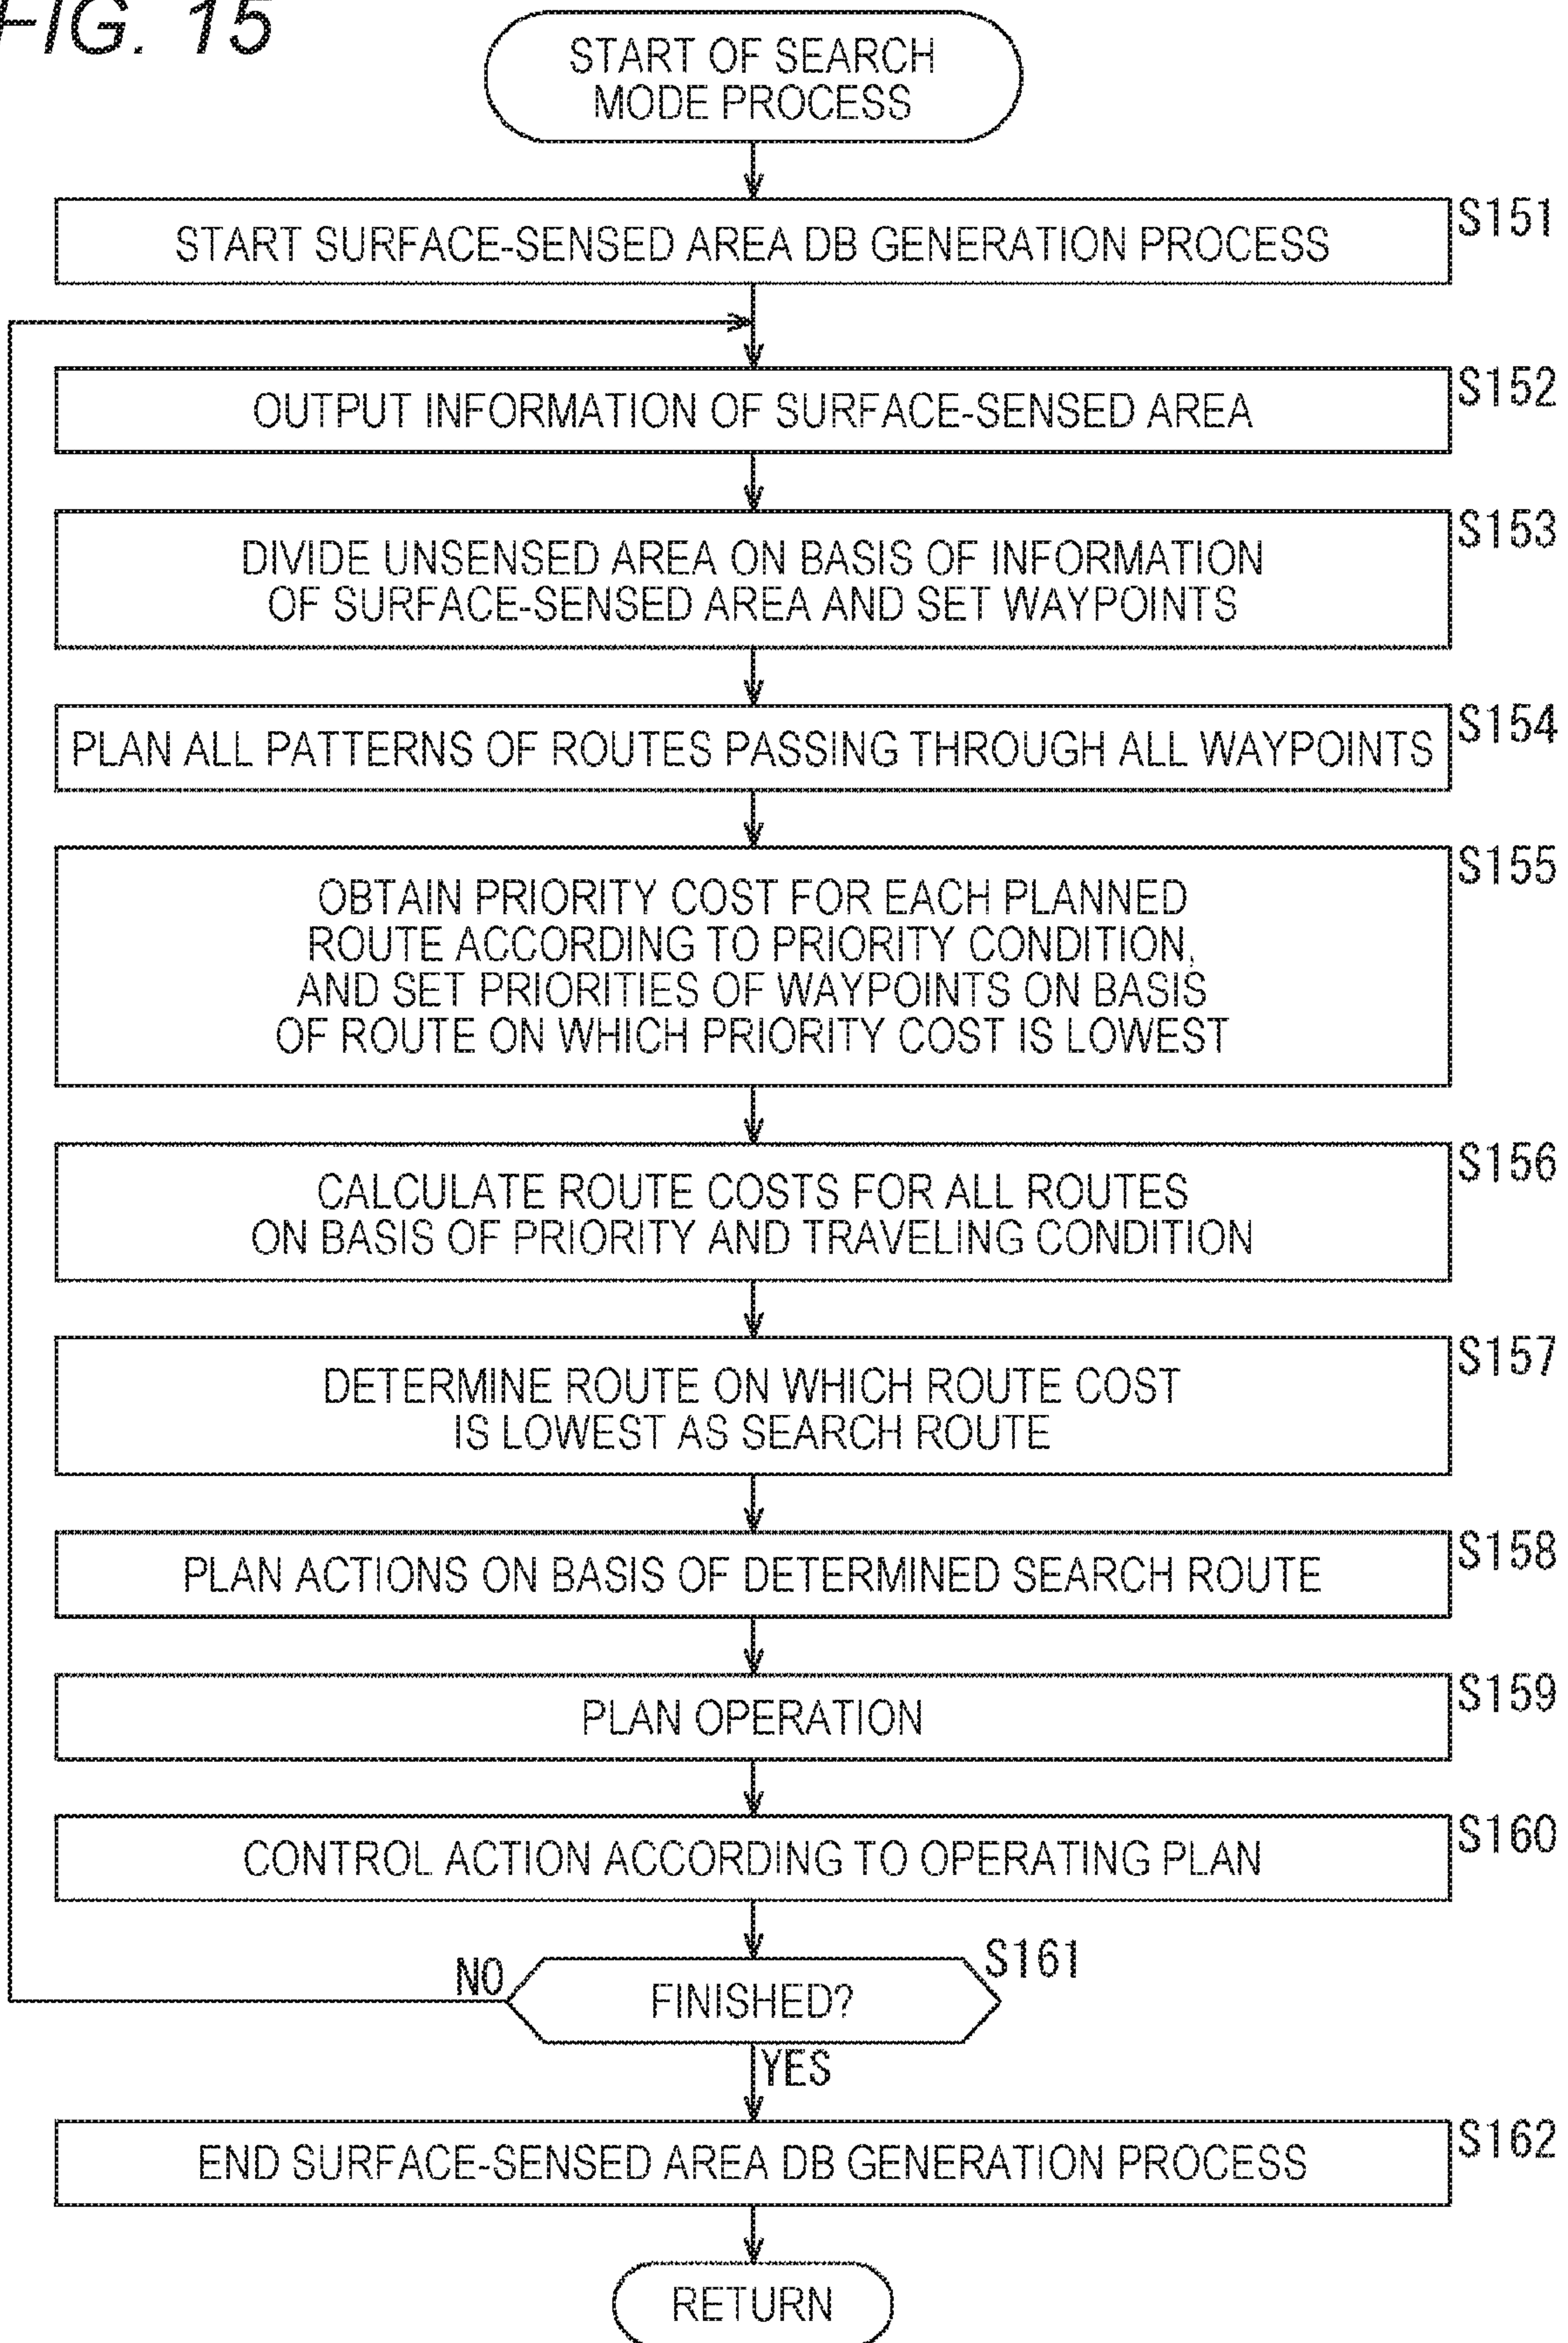 FIG. 15
START OF SEARCH
MODE PROCESS
START SURFACE-SENSED AREA DB GENERATION PROCESS
S151
OUTPUT INFORMATION OF SURFACE-SENSED AREA
S152
DIVIDE UNSENSED AREA ON BASIS OF INFORMATION
OF SURFACE-SENSED AREA AND SET WAYPOINTS
S153
PLAN ALL PATTERNS OF ROUTES PASSING THROUGH ALL WAYPOINTS
S154
OBTAIN PRIORITY COST FOR EACH PLANNED
ROUTE ACCORDING TO PRIORITY CONDITION,
AND SET PRIORITIES OF WAYPOINTS ON BASIS
OF ROUTE ON WHICH PRIORITY COST IS LOWEST
S155
CALCULATE ROUTE COSTS FOR ALL ROUTES
ON BASIS OF PRIORITY AND TRAVELING CONDITION
S156
DETERMINE ROUTE ON WHICH ROUTE COST
IS LOWEST AS SEARCH ROUTE
S157
PLAN ACTIONS ON BASIS OF DETERMINED SEARCH ROUTE
S158
PLAN OPERATION
S159
CONTROL ACTION ACCORDING TO OPERATING PLAN
S160
FINISHED?
S161
NO
YES
END SURFACE-SENSED AREA DB GENERATION PROCESS
S162
RETURN